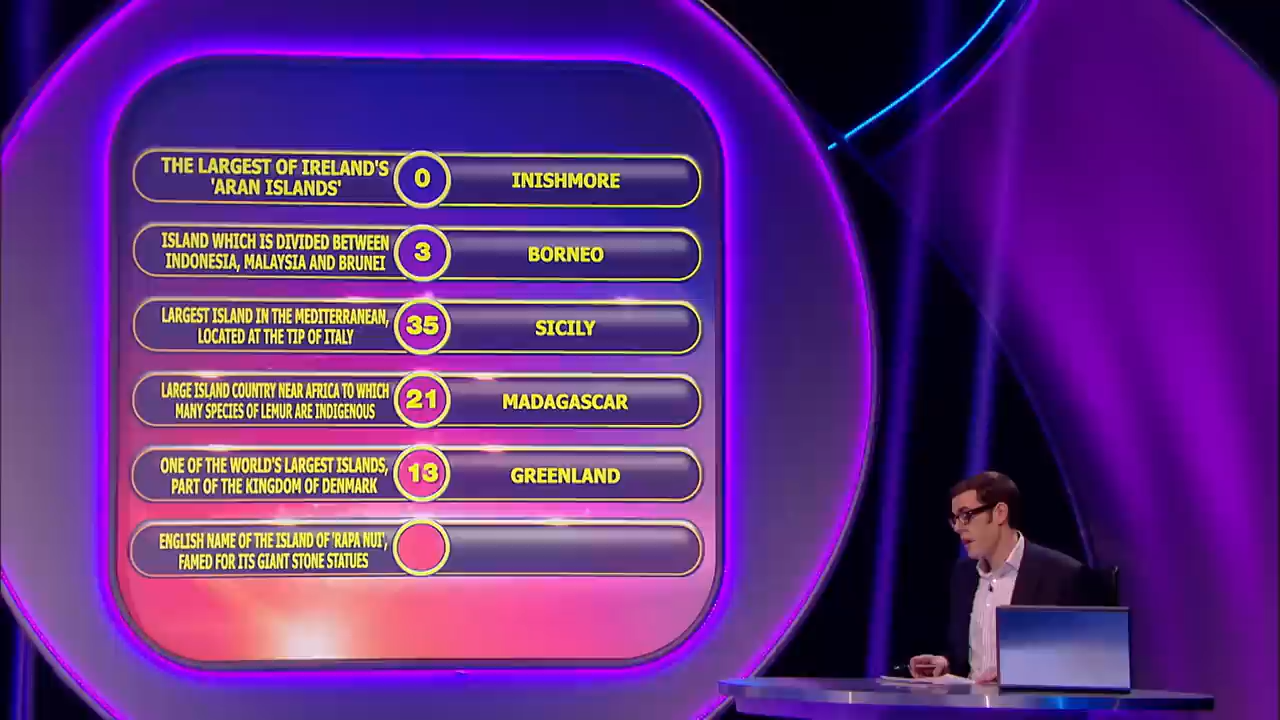 THE LARGEST OF IRELAND'S
'ARAN ISLANDS'
0
INISHMORE
ISLAND WHICH IS DIVIDED BETWEEN
INDONESIA, MALAYSIA AND BRUNEI
3
BORNEO
LARGEST ISLAND IN THE MEDITERRANEAN,
LOCATED AT THE TIP OF ITALY
35
SICILY
LARGE ISLAND COUNTRY NEAR AFRICA TO WHICH
MANY SPECIES OF LEMUR ARE INDIGENOUS
21
MADAGASCAR
ONE OF THE WORLD'S LARGEST ISLANDS,
PART OF THE KINGDOM OF DENMARK
13
GREENLAND
ENGLISH NAME OF THE ISLAND OF 'RAPA NUI',
FAMED FOR ITS GIANT STONE STATUES